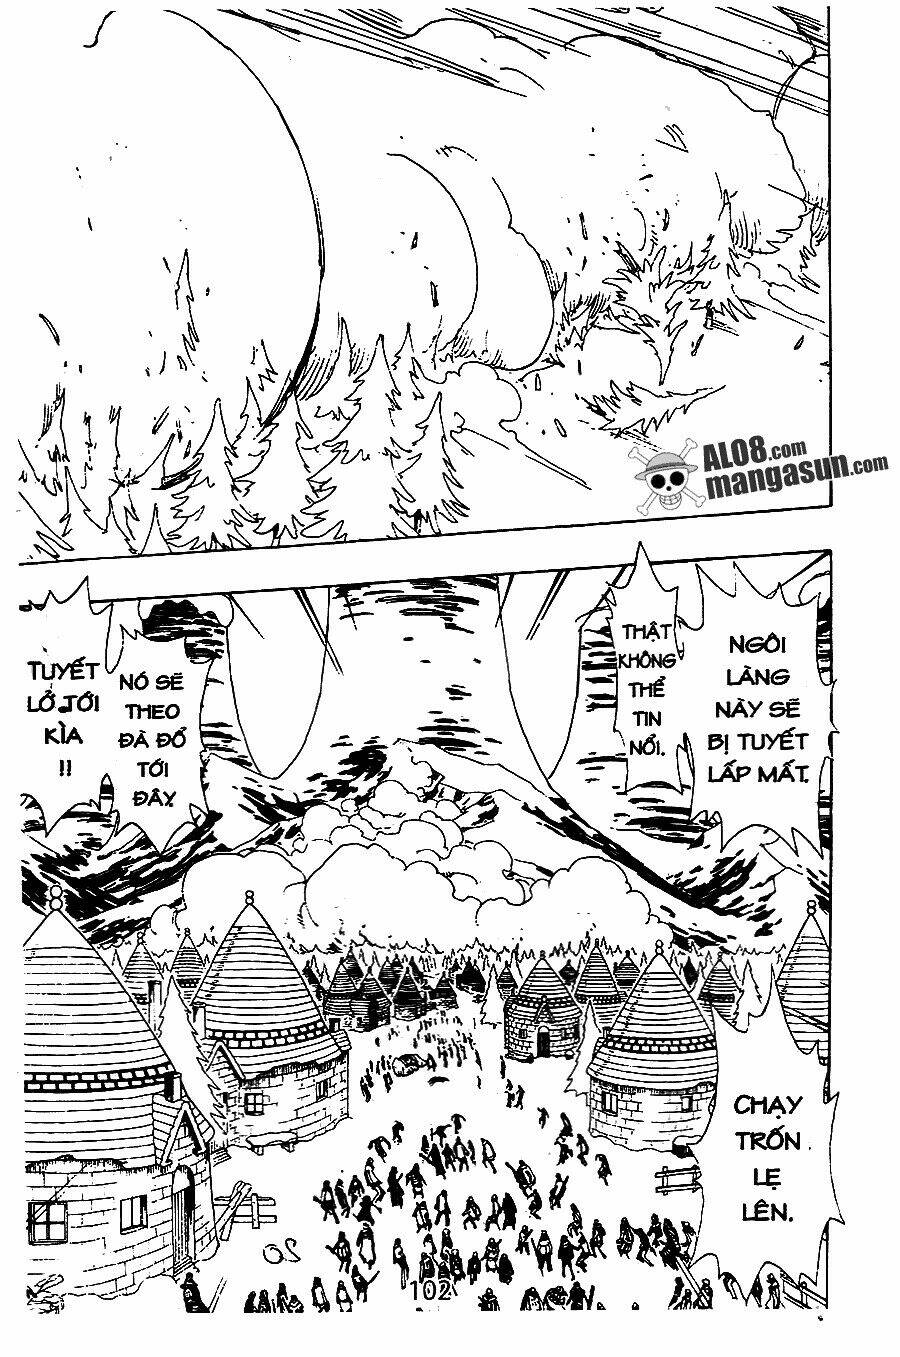 AL08.com
mangasun.com
NGÔI
LÀNG
NÀY SẼ
BỊ TUYẾT
LẤP MẤT.
THẬT
KHÔNG
THỂ
TIN
NỔI.
NÓ SẼ
THEO
ĐÀ ĐỔ
TỚI
ĐÂY.
TUYẾT
LỞ TỚI
KÌA
!!
CHẠY
TRỐN
LẸ
LÊN.
20
102